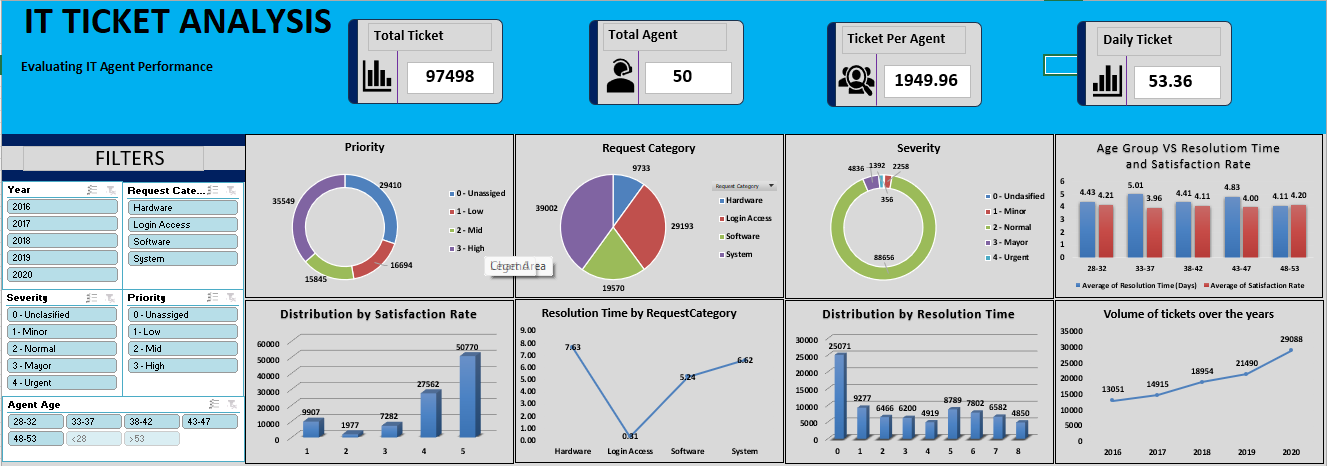 IT TICKET ANALYSIS
Evaluating IT Agent Performance
Total Ticket
97498
Total Agent
50
Ticket Per Agent
1949.96
Daily Ticket
53.36
FILTERS
Year
2016
2017
2018
2019
2020
Request Cate...
Hardware
Login Access
Software
System
Severity
0 - Unclasified
1 - Minor
2 - Normal
3 - Mayor
4 - Urgent
Priority
0 - Unassiged
1 - Low
2 - Mid
3 - High
Agent Age
28-32 33-37 38-42 43-47
48-53 <28 >53
Priority
29410
35549
16694
15845
0 - Unassiged
1 - Low
2 - Mid
3 - High
Request Category
9733
39002
29193
19570
Request Category
Hardware
Login Access
Software
System
Severity
4836 1392 2258
356
88656
0 - Unclasified
1 - Minor
2 - Normal
3 - Mayor
4 - Urgent
Age Group VS Resolutiom Time
and Satisfaction Rate
6
5
4
3
2
1
0
4.43 4.21 5.01 3.96 4.41 4.11 4.83 4.00 4.11 4.20
28-32 33-37 38-42 43-47 48-53
Average of Resolution Time (Days) Average of Satisfaction Rate
Distribution by Satisfaction Rate
60000
50000
40000
30000
20000
10000
0
9907 1977 7282 27562 50770
1 2 3 4 5
Resolution Time by RequestCategory
9.00
8.00
7.00
6.00
5.00
4.00
3.00
2.00
1.00
0.00
7.63 0.31 5.24 6.62
Hardware Login Access Software System
Distribution by Resolution Time
30000
25000
20000
15000
10000
5000
0
25071 9277 6466 6200 4919 8789 7802 6582 4850
0 1 2 3 4 5 6 7 8
Volume of tickets over the years
35000
30000
25000
20000
15000
10000
5000
0
13051 14915 18954 21490 29088
2016 2017 2018 2019 2020